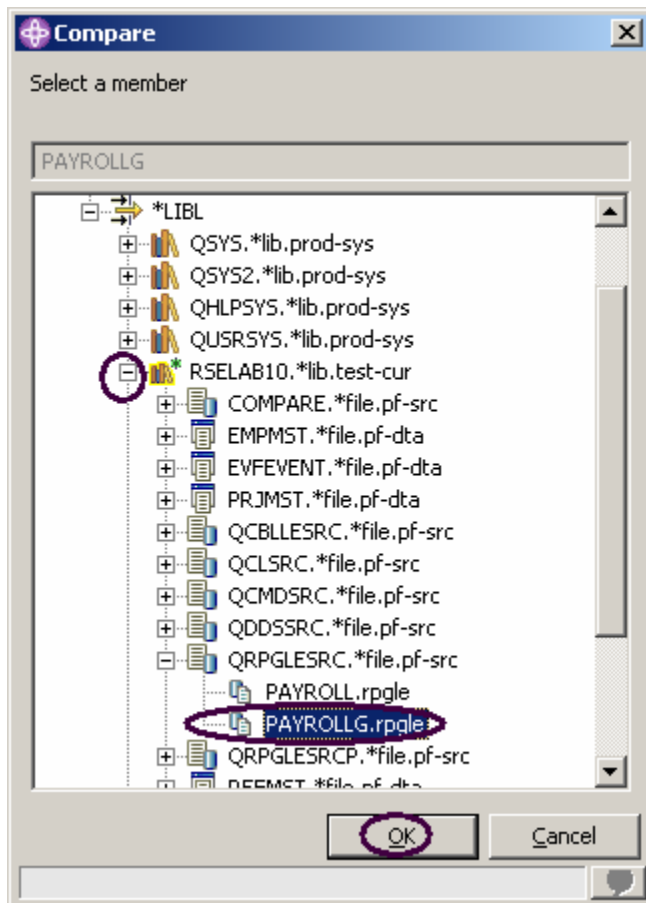 Compare
Select a member
PAYROLLG
*LIBL
QSYS.*lib.prod-sys
QSYS2.*lib.prod-sys
QHLPSYS.*lib.prod-sys
QUSRSYS.*lib.prod-sys
RSELAB10.*lib.test-cur
COMPARE.*file.pf-src
EMPMST.*file.pf-dta
EVFEVENT.*file.pf-dta
PRJMST.*file.pf-dta
QCBLLESRC.*file.pf-src
QCLSRC.*file.pf-src
QCMDSRC.*file.pf-src
QDDSSRC.*file.pf-src
QRPGLESRC.*file.pf-src
PAYROLL.rpgle
PAYROLLG.rpgle
QRPGLESRCP.*file.pf-src
*file.pf-dta
OK Cancel